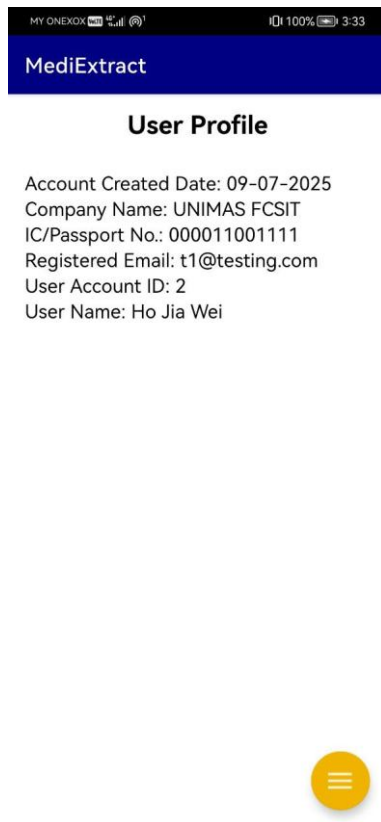 MY ONEXOX 100% 3:33
MediExtract
User Profile
Account Created Date: 09-07-2025
Company Name: UNIMAS FCSIT
IC/Passport No.: 000011001111
Registered Email: t1@testing.com
User Account ID: 2
User Name: Ho Jia Wei